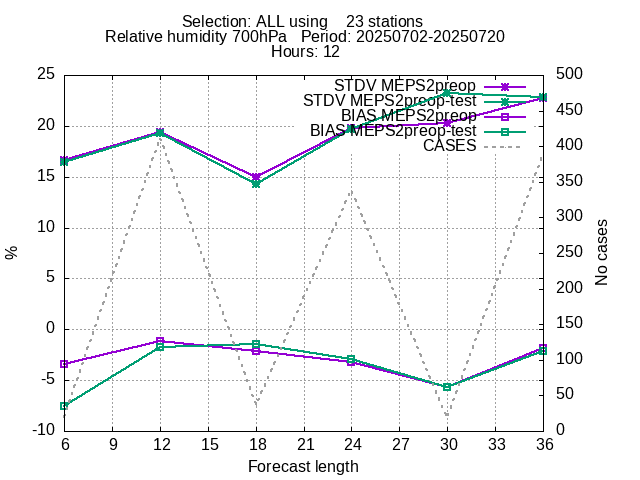 Selection: ALL using    23 stations
Relative humidity 700hPa   Period: 20250702-20250720
Hours: 12
STDV MEPS2preop
STDV MEPS2preop-test
BIAS MEPS2preop
BIAS MEPS2preop-test
CASES
25
20
15
10
5
0
-5
-10
%
500
450
400
350
300
250
200
150
100
50
0
No cases
6 9 12 15 18 21 24 27 30 33 36
Forecast length